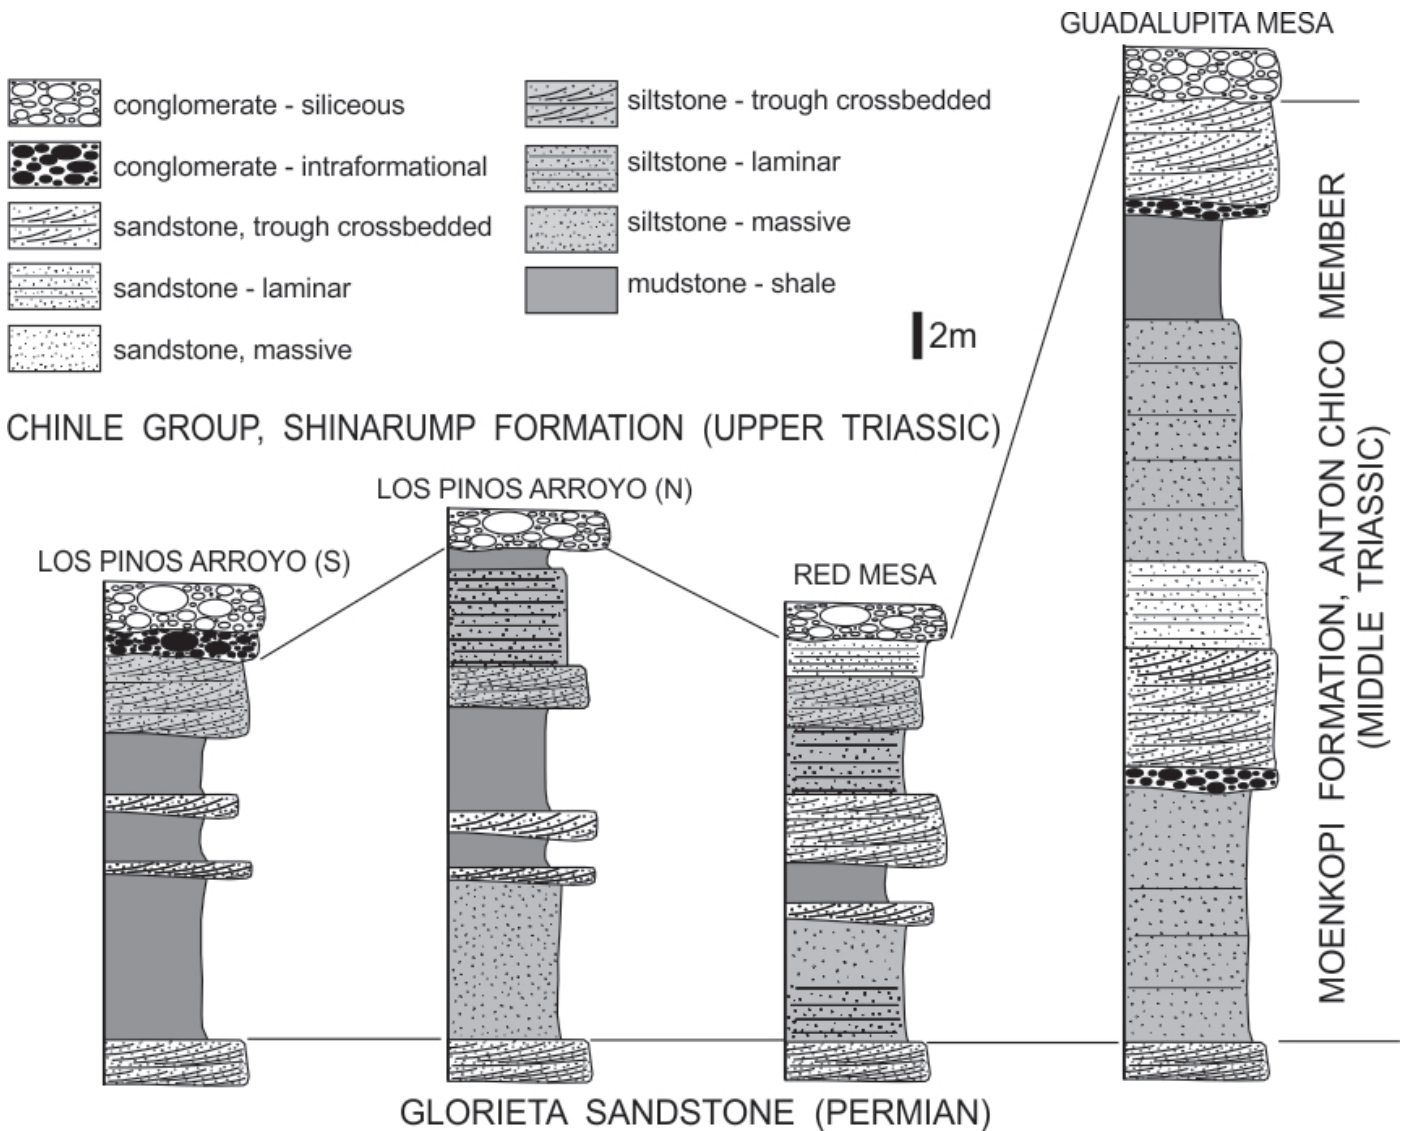 GUADALUPITA MESA
conglomerate - siliceous
conglomerate - intraformational
sandstone, trough crossbedded
sandstone - laminar
sandstone, massive
siltstone - trough crossbedded
siltstone - laminar
siltstone - massive
mudstone - shale
2m
CHINLE GROUP, SHINARUMP FORMATION (UPPER TRIASSIC)
LOS PINOS ARROYO (S)
LOS PINOS ARROYO (N)
RED MESA
MOENKOPI FORMATION, ANTON CHICO MEMBER
(MIDDLE TRIASSIC)
GLORIETA SANDSTONE (PERMIAN)